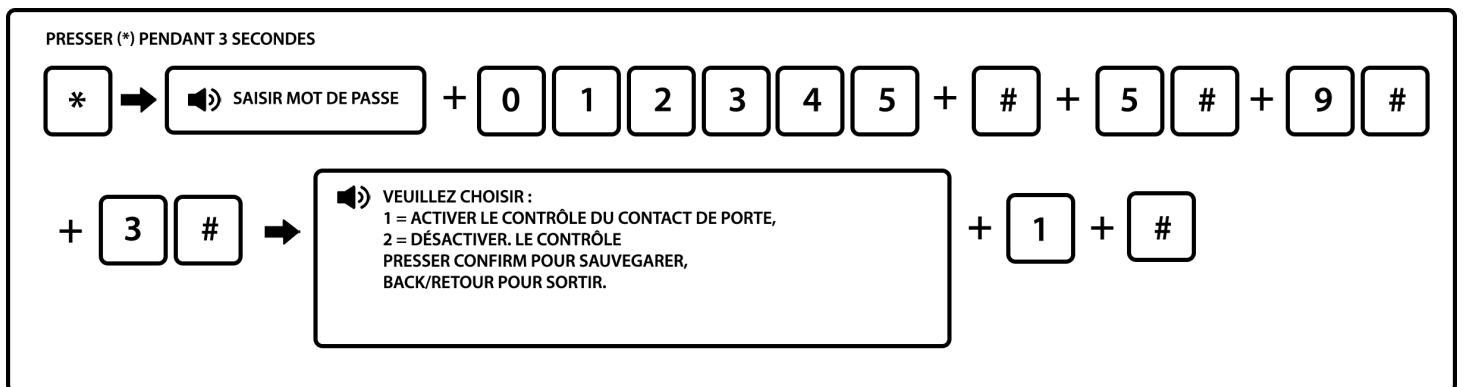 PRESSER (*) PENDANT 3 SECONDES
* SAISIR MOT DE PASSE + 0 1 2 3 4 5 + # + 5 # + 9 #
+ 3 # VEUILLEZ CHOISIR :
1 = ACTIVER LE CONTRÔLE DU CONTACT DE PORTE,
2 = DÉSACTIVER. LE CONTRÔLE
PRESSER CONFIRM POUR SAUVEGARER,
BACK/RETOUR POUR SORTIR.
+ 1 + #